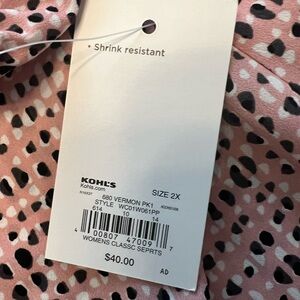 • Shrink resistant
KOHL'S
Kohls.com
SIZE 2X
680 VERMON PK1
STYLE WC01W061PP
614 10 14
4 00807 47009 7
WOMENS CLASSC SEPRTS
$40.00
AD